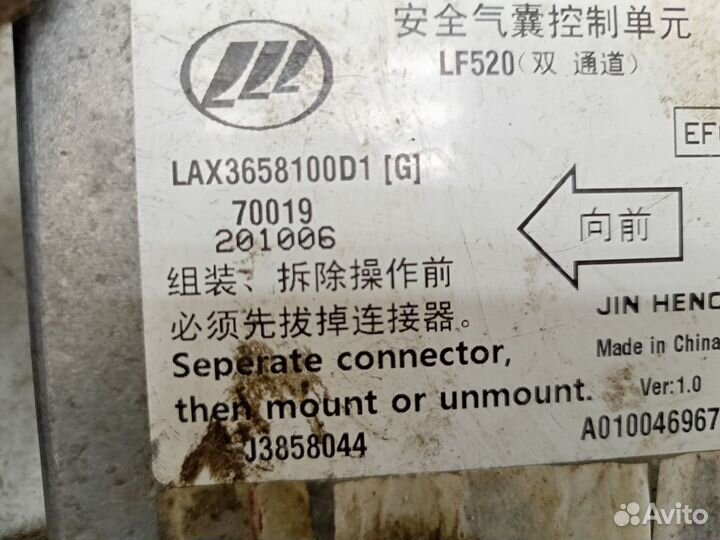 安全气囊控制单元
LF520（双 通道）
LAX3658100D1 [G]
70019
201006
向前
组装、拆除操作前
必须先拔掉连接器。
Seperate connector,
then mount or unmount.
J3858044
JIN HENG
Made in China
Ver:1.0
A010046967
Avito